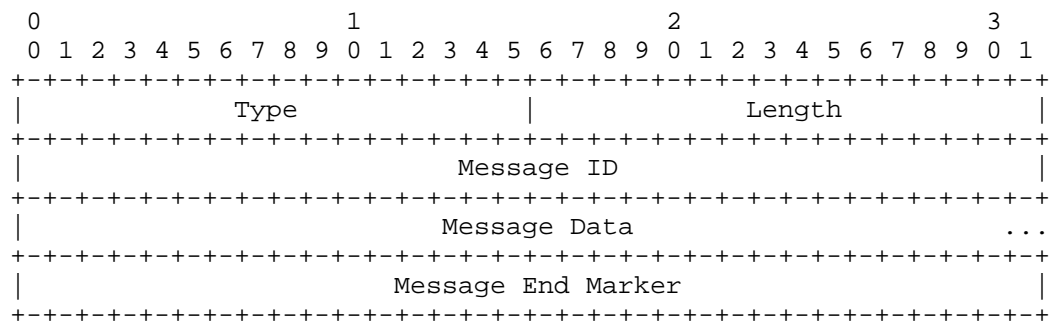 0                   1                   2                   3
 0 1 2 3 4 5 6 7 8 9 0 1 2 3 4 5 6 7 8 9 0 1 2 3 4 5 6 7 8 9 0 1
+-+-+-+-+-+-+-+-+-+-+-+-+-+-+-+-+-+-+-+-+-+-+-+-+-+-+-+-+-+-+-+-+
|             Type              |             Length            |
+-+-+-+-+-+-+-+-+-+-+-+-+-+-+-+-+-+-+-+-+-+-+-+-+-+-+-+-+-+-+-+-+
|                           Message ID                          |
+-+-+-+-+-+-+-+-+-+-+-+-+-+-+-+-+-+-+-+-+-+-+-+-+-+-+-+-+-+-+-+-+
|                          Message Data                       ...
+-+-+-+-+-+-+-+-+-+-+-+-+-+-+-+-+-+-+-+-+-+-+-+-+-+-+-+-+-+-+-+-+
|                       Message End Marker                      |
+-+-+-+-+-+-+-+-+-+-+-+-+-+-+-+-+-+-+-+-+-+-+-+-+-+-+-+-+-+-+-+-+